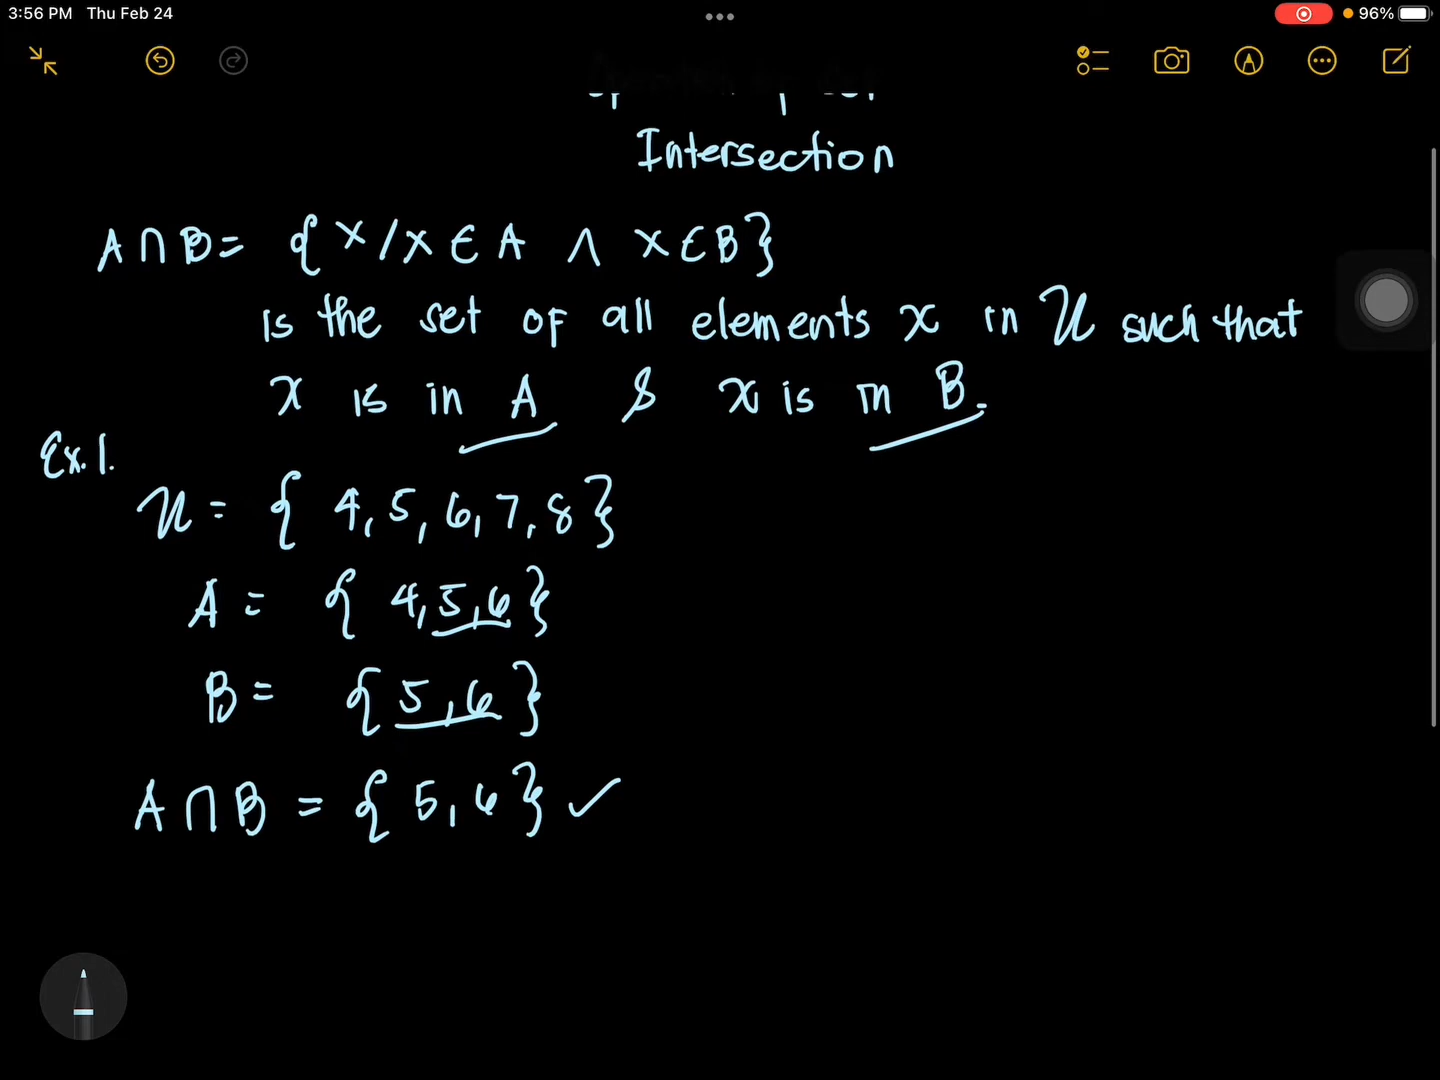 3:56 PM Thu Feb 24
96%
Intersection
A ∩ B = { x / x ∈ A ∧ x ∈ B }
is the set of all elements x in U such that
x is in A & x is in B.
Ex. 1.
U = { 4, 5, 6, 7, 8 }
A = { 4, 5, 6 }
B = { 5, 6 }
A ∩ B = { 5, 6 } ✓